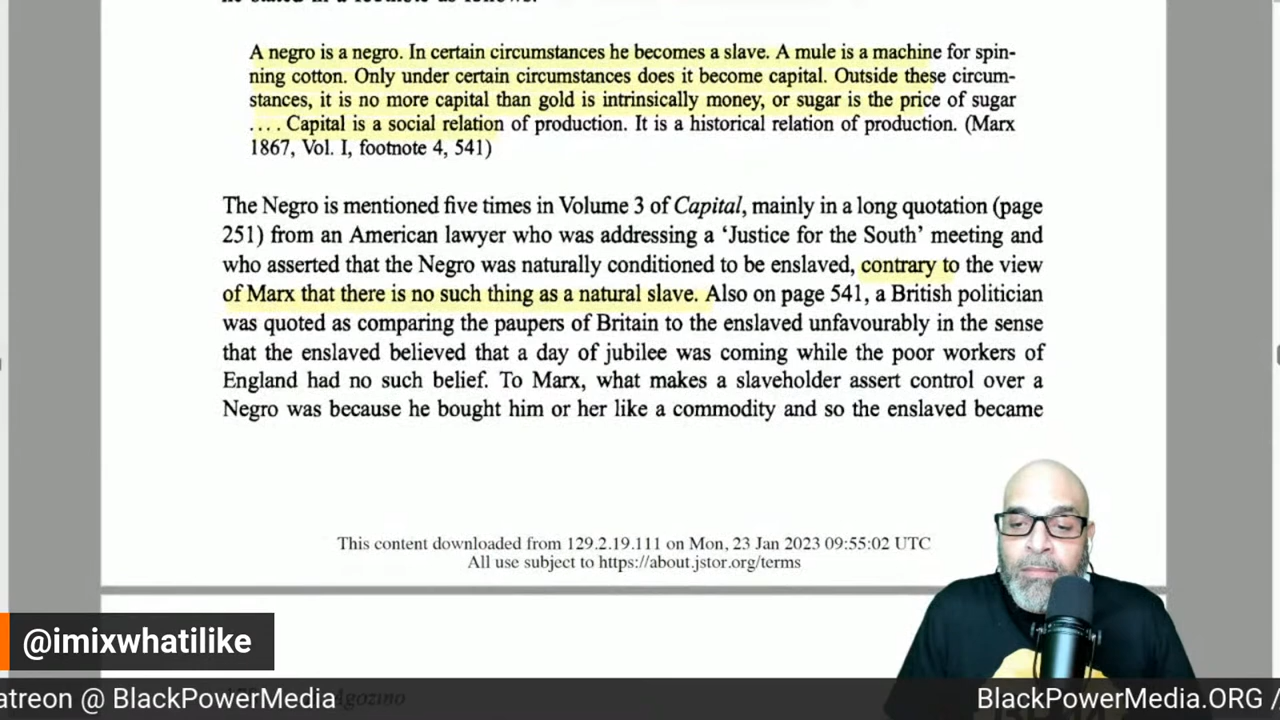 he stated in a footnote as follows:
A negro is a negro. In certain circumstances he becomes a slave. A mule is a machine for spin-
ning cotton. Only under certain circumstances does it become capital. Outside these circum-
stances, it is no more capital than gold is intrinsically money, or sugar is the price of sugar
.... Capital is a social relation of production. It is a historical relation of production. (Marx
1867, Vol. I, footnote 4, 541)
The Negro is mentioned five times in Volume 3 of Capital, mainly in a long quotation (page
251) from an American lawyer who was addressing a ‘Justice for the South’ meeting and
who asserted that the Negro was naturally conditioned to be enslaved, contrary to the view
of Marx that there is no such thing as a natural slave. Also on page 541, a British politician
was quoted as comparing the paupers of Britain to the enslaved unfavourably in the sense
that the enslaved believed that a day of jubilee was coming while the poor workers of
England had no such belief. To Marx, what makes a slaveholder assert control over a
Negro was because he bought him or her like a commodity and so the enslaved became
This content downloaded from 129.2.19.111 on Mon, 23 Jan 2023 09:55:02 UTC
All use subject to https://about.jstor.org/terms
@imixwhatilike
atreon @ BlackPowerMedia
Agozino
BlackPowerMedia.ORG /